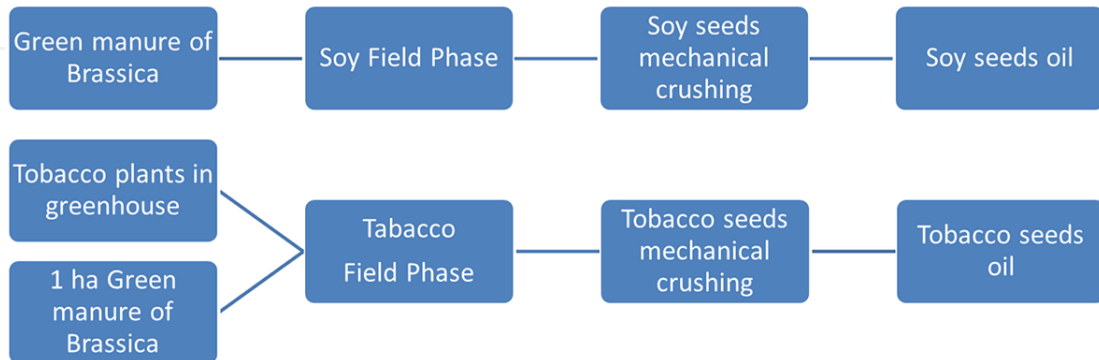 Green manure of
Brassica
Soy Field Phase
Soy seeds
mechanical
crushing
Soy seeds oil
Tobacco plants in
greenhouse
1 ha Green
manure of
Brassica
Tabacco
Field Phase
Tobacco seeds
mechanical
crushing
Tobacco seeds
oil